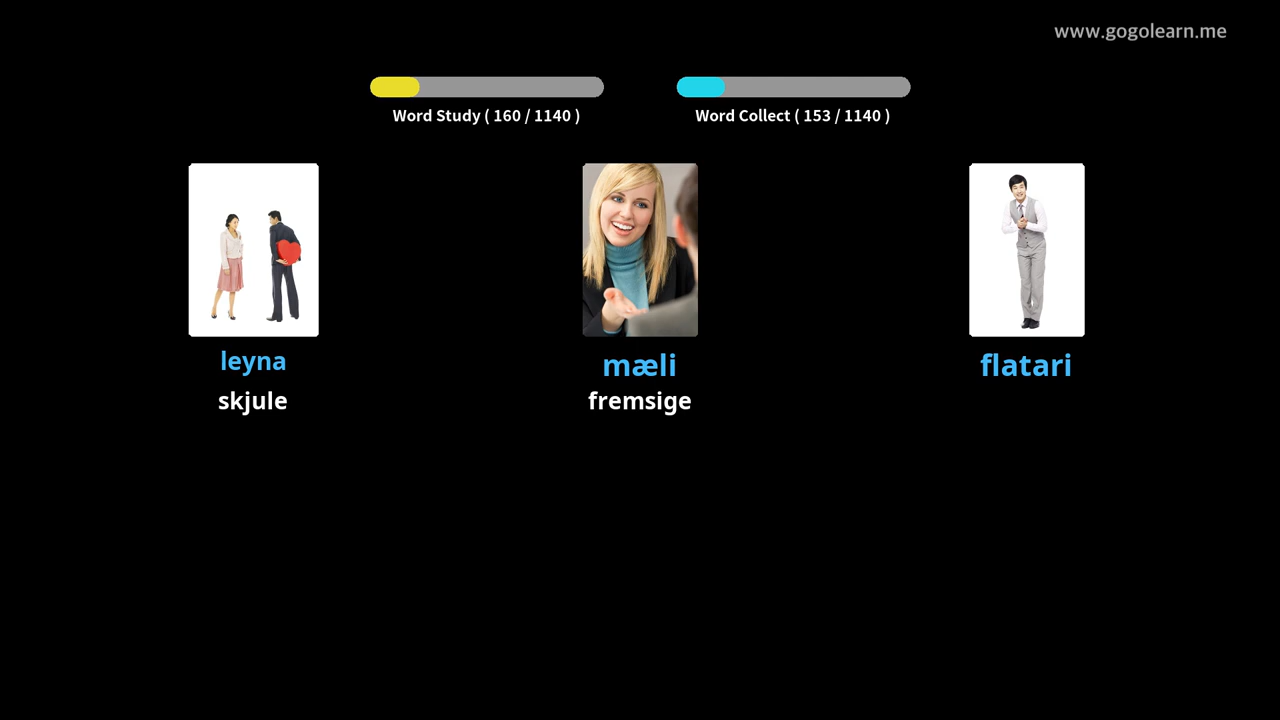 www.gogolearn.me
Word Study ( 160 / 1140 )
Word Collect ( 153 / 1140 )
leyna
skjule
mæli
fremsige
flatari